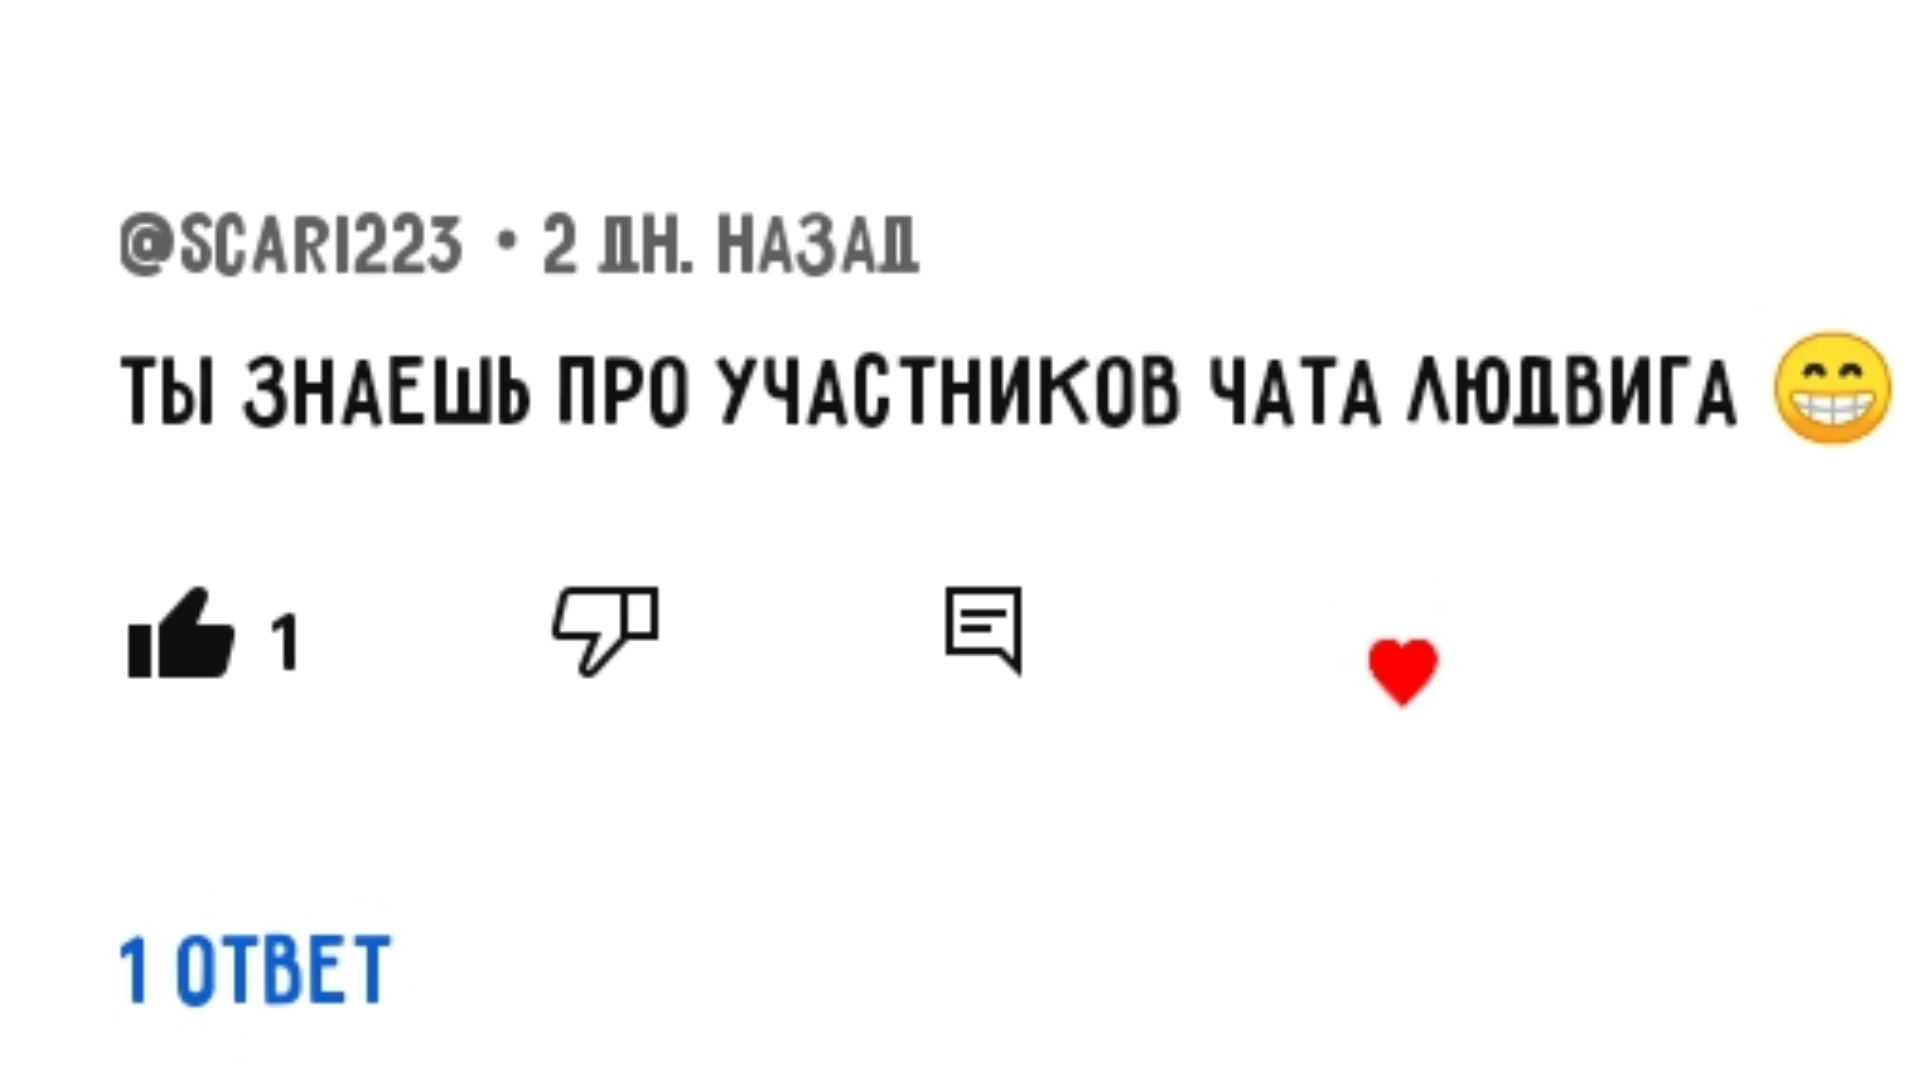 @SCARI223 • 2 ДН. НАЗАД
ТЫ ЗНАЕШЬ ПРО УЧАСТНИКОВ ЧАТА ЛЮДВИГА 😁
1
1 ОТВЕТ